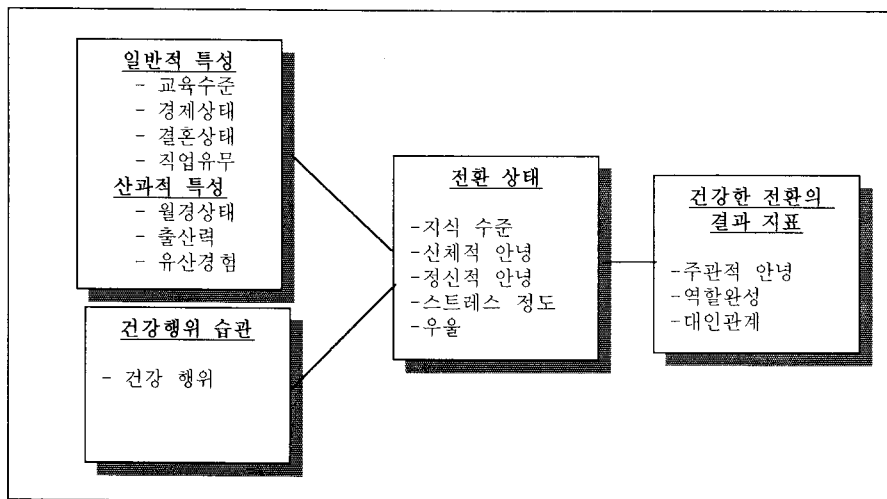 일반적 특성
- 교육수준
- 경제상태
- 결혼상태
- 직업유무
산과적 특성
- 월경상태
- 출산력
- 유산경험
건강행위 습관
- 건강 행위
전환 상태
-지식 수준
-신체적 안녕
-정신적 안녕
-스트레스 정도
-우울
건강한 전환의
결과 지표
-주관적 안녕
-역할완성
-대인관계